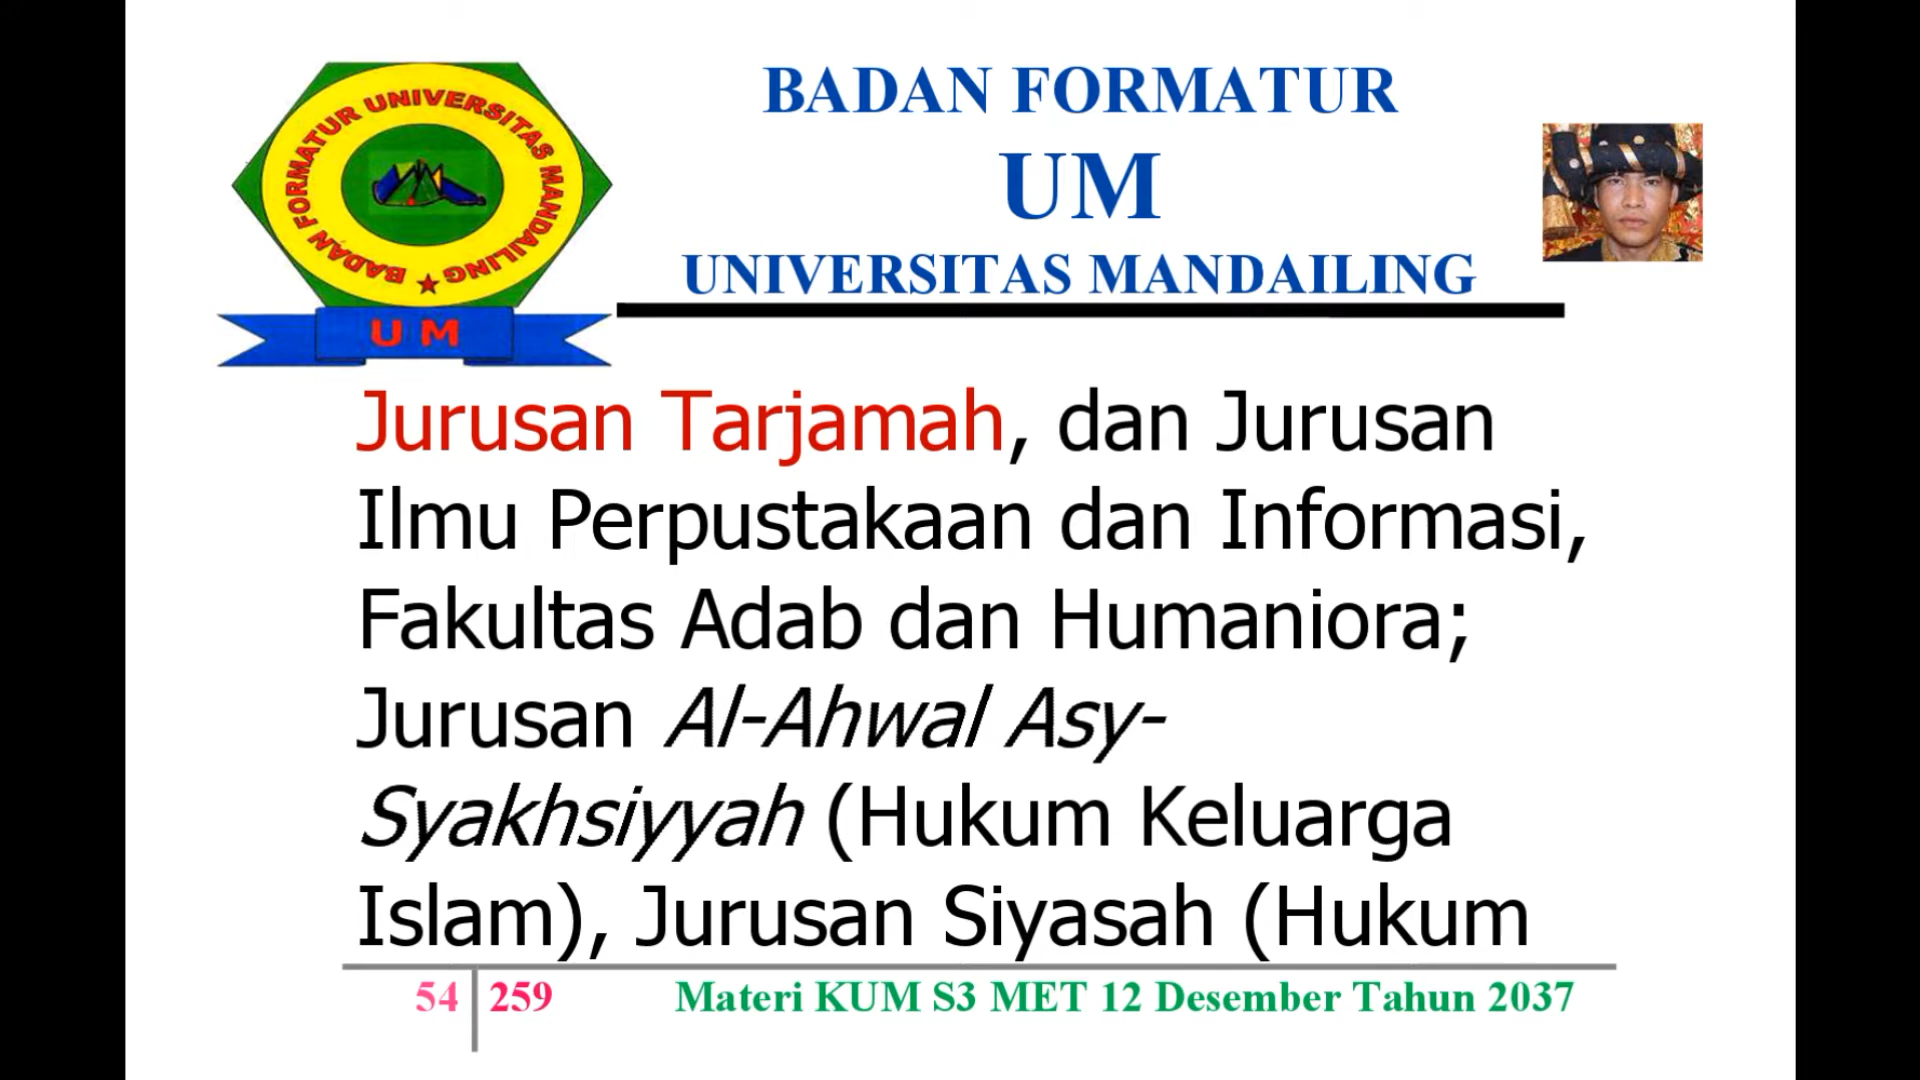 BADAN FORMATUR UNIVERSITAS MANDAILING
UM
BADAN FORMATUR
UM
UNIVERSITAS MANDAILING
Jurusan Tarjamah, dan Jurusan
Ilmu Perpustakaan dan Informasi,
Fakultas Adab dan Humaniora;
Jurusan Al-Ahwal Asy-
Syakhsiyyah (Hukum Keluarga
Islam), Jurusan Siyasah (Hukum
54 259 Materi KUM S3 MET 12 Desember Tahun 2037